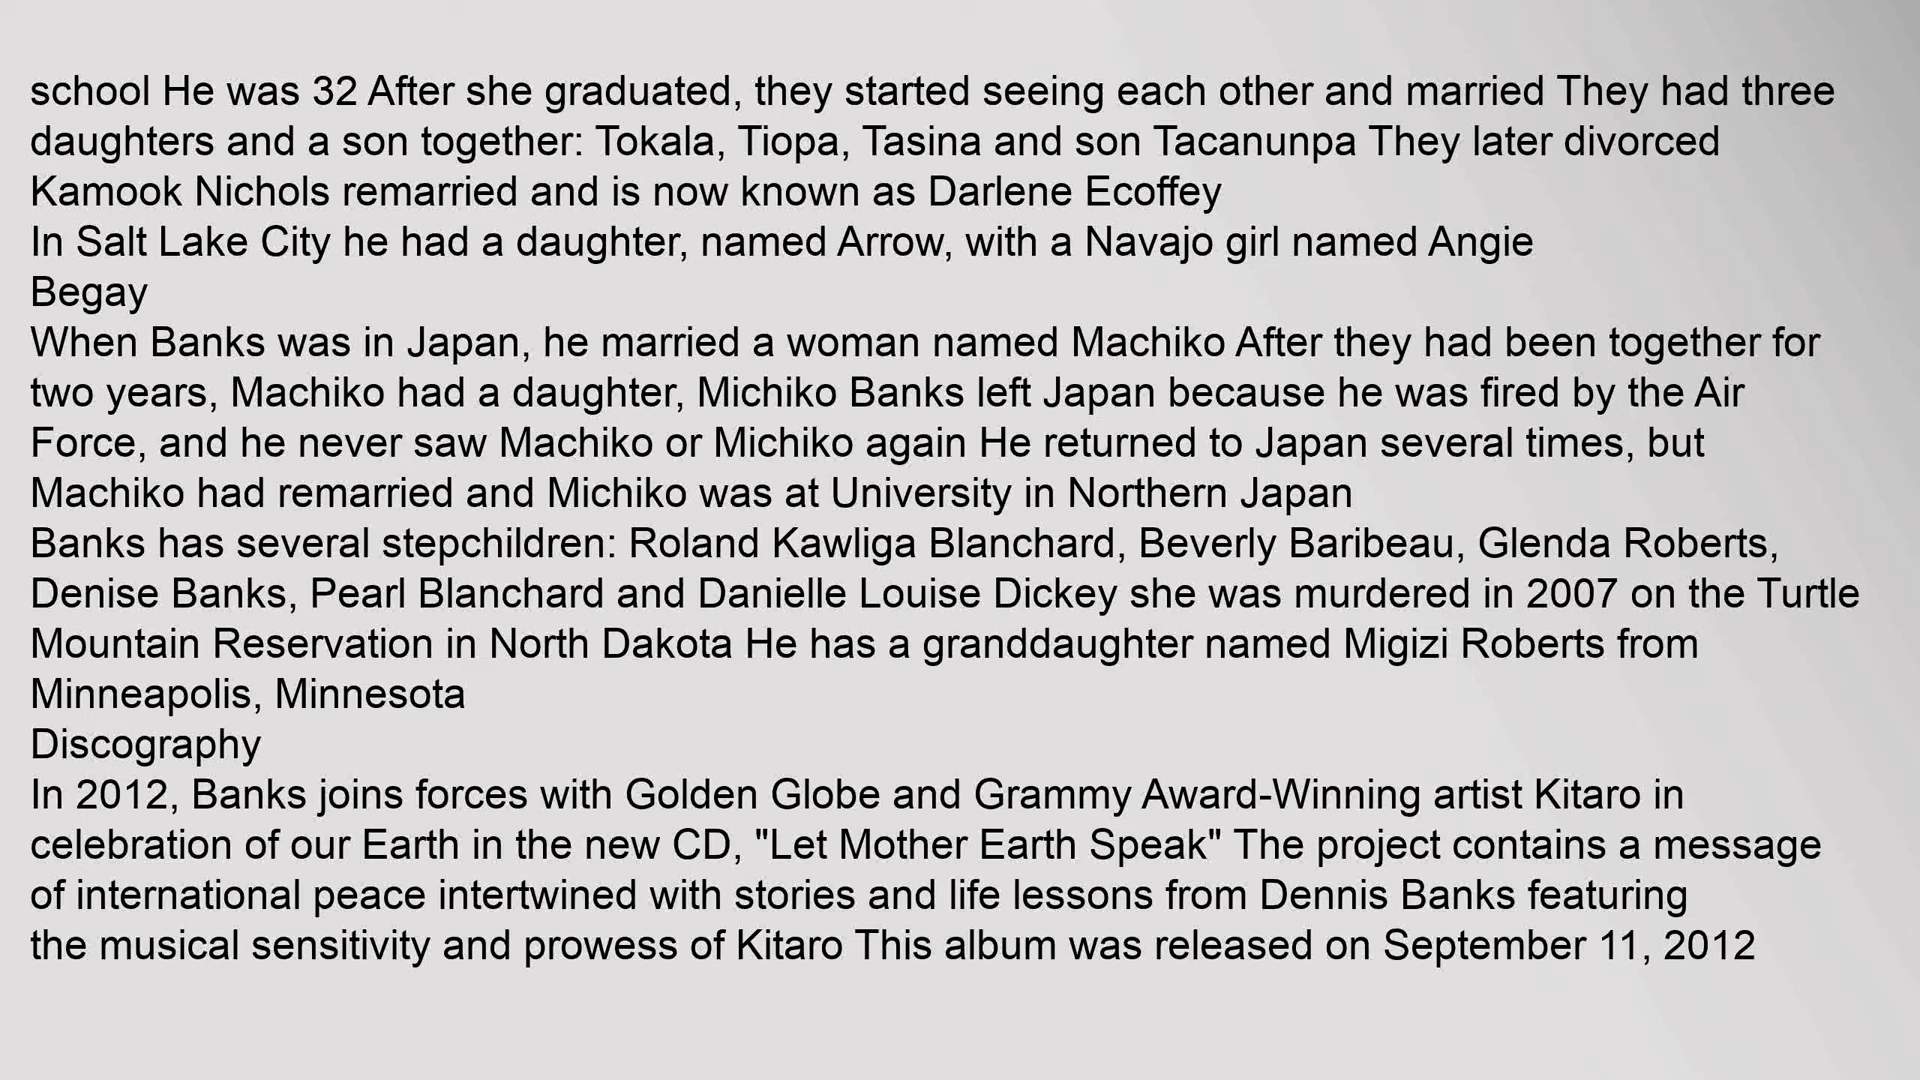 school He was 32 After she graduated, they started seeing each other and married They had three
daughters and a son together: Tokala, Tiopa, Tasina and son Tacanunpa They later divorced
Kamook Nichols remarried and is now known as Darlene Ecoffey
In Salt Lake City he had a daughter, named Arrow, with a Navajo girl named Angie
Begay
When Banks was in Japan, he married a woman named Machiko After they had been together for
two years, Machiko had a daughter, Michiko Banks left Japan because he was fired by the Air
Force, and he never saw Machiko or Michiko again He returned to Japan several times, but
Machiko had remarried and Michiko was at University in Northern Japan
Banks has several stepchildren: Roland Kawliga Blanchard, Beverly Baribeau, Glenda Roberts,
Denise Banks, Pearl Blanchard and Danielle Louise Dickey she was murdered in 2007 on the Turtle
Mountain Reservation in North Dakota He has a granddaughter named Migizi Roberts from
Minneapolis, Minnesota
Discography
In 2012, Banks joins forces with Golden Globe and Grammy Award-Winning artist Kitaro in
celebration of our Earth in the new CD, "Let Mother Earth Speak" The project contains a message
of international peace intertwined with stories and life lessons from Dennis Banks featuring
the musical sensitivity and prowess of Kitaro This album was released on September 11, 2012